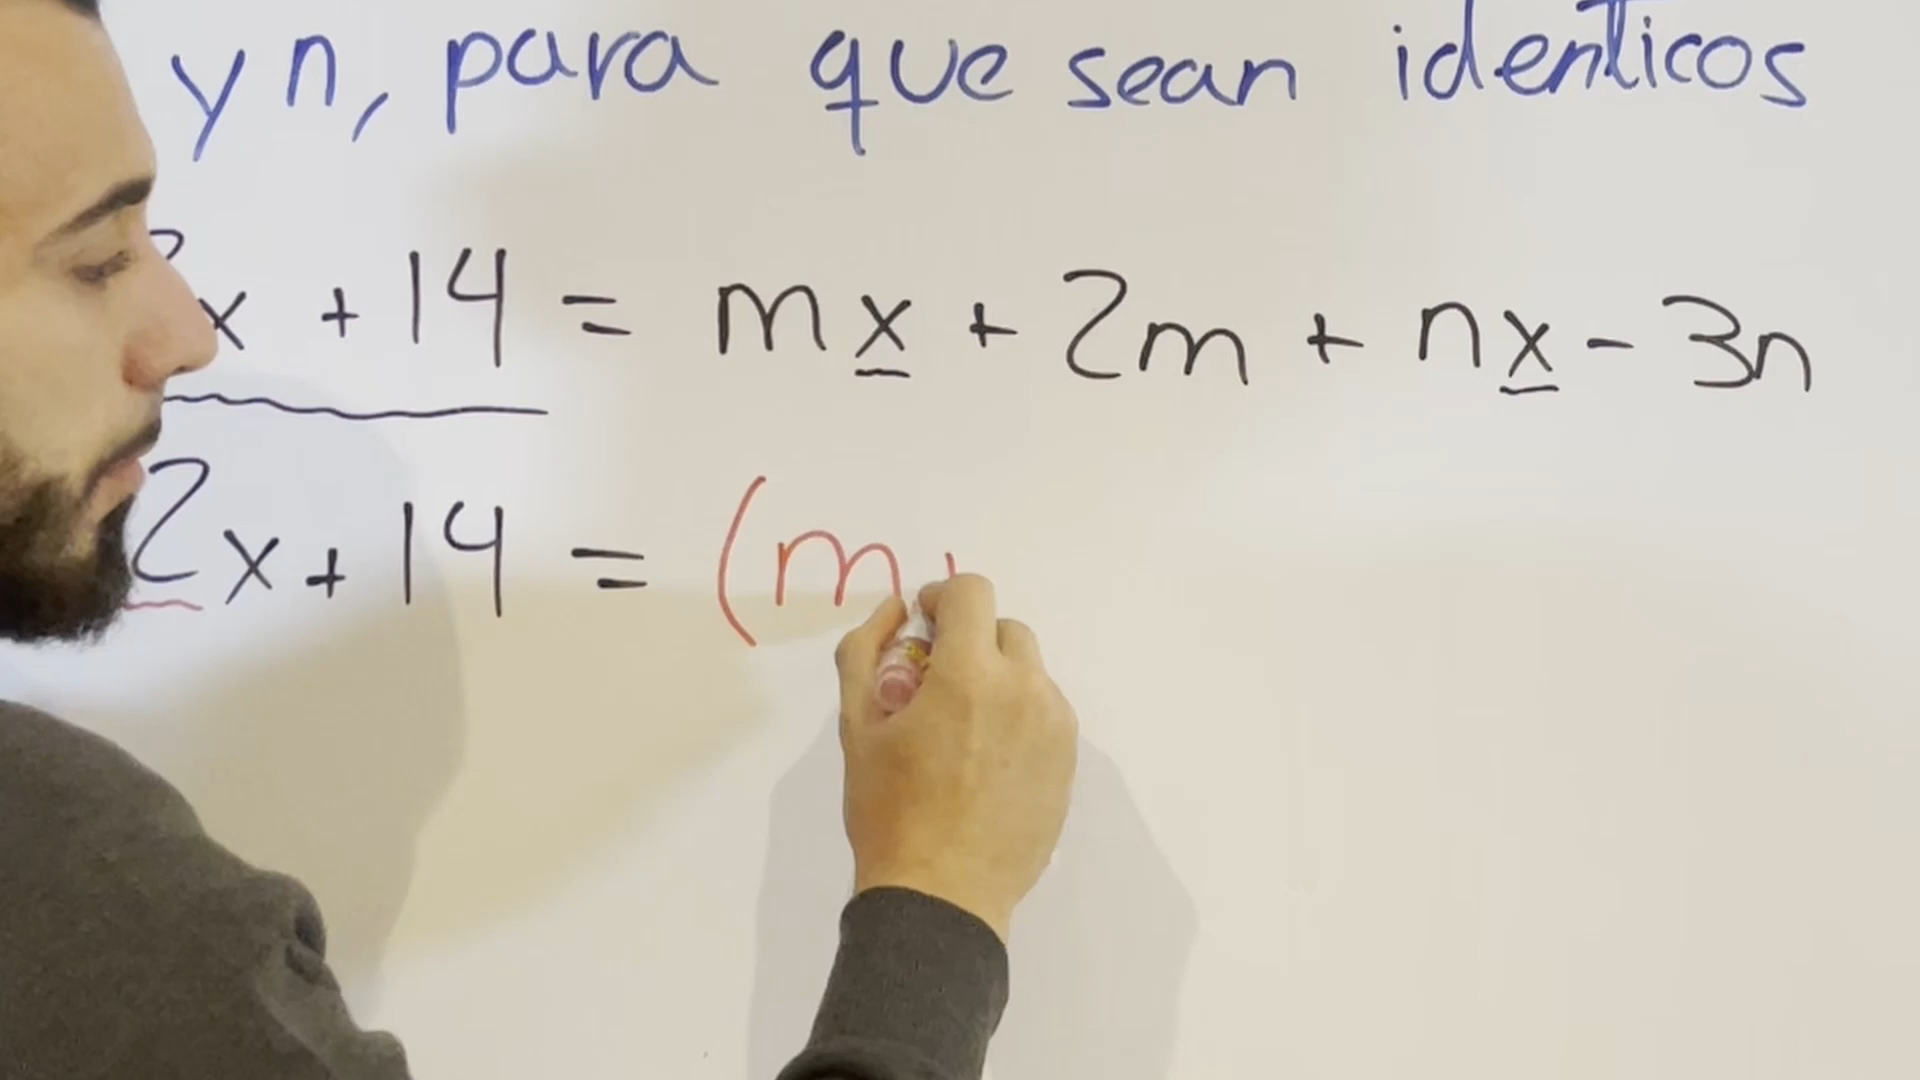 y n, para que sean identicos
2x + 14 = mx + 2m + nx - 3n
2x + 14 = (m